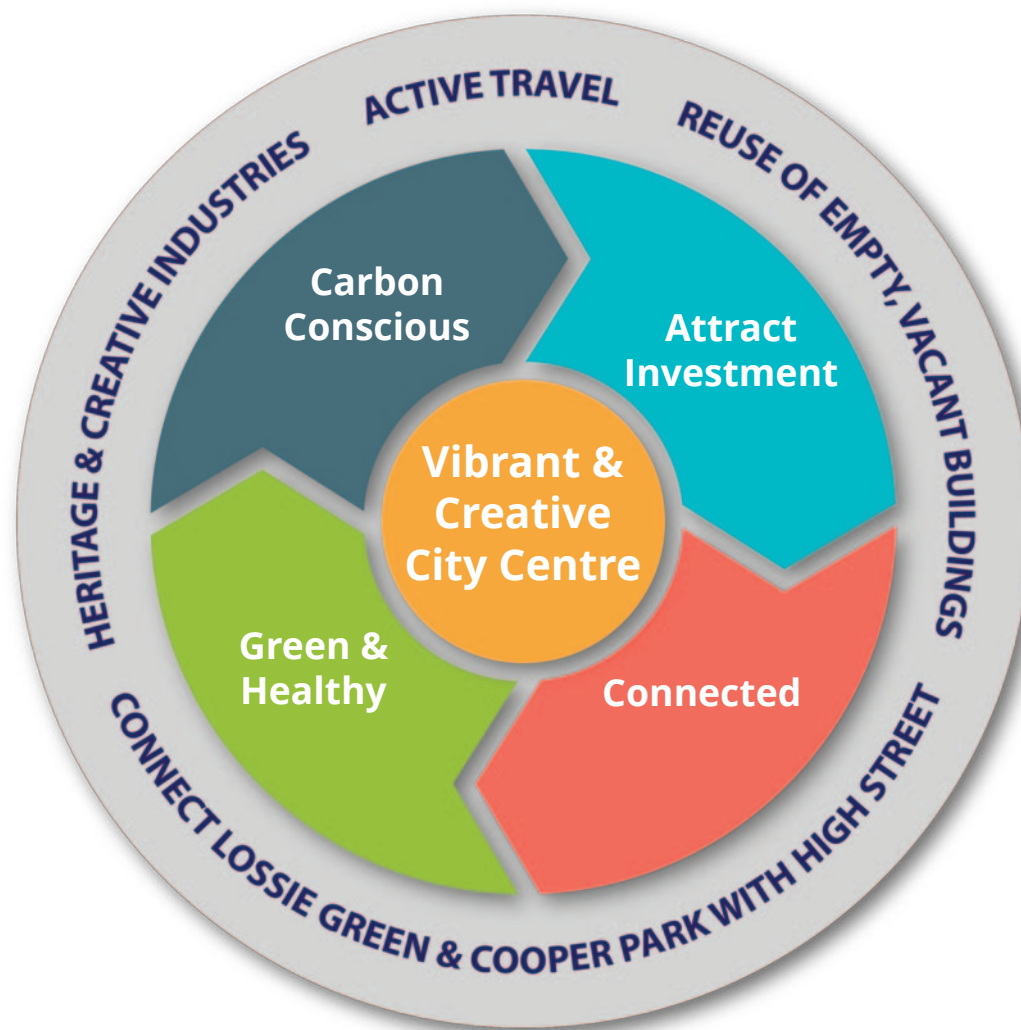 HERITAGE & CREATIVE INDUSTRIES
ACTIVE TRAVEL
REUSE OF EMPTY, VACANT BUILDINGS
Carbon
Conscious
Attract
Investment
Vibrant &
Creative
City Centre
Green &
Healthy
Connected
CONNECT LOSSIE GREEN & COOPER PARK WITH HIGH STREET